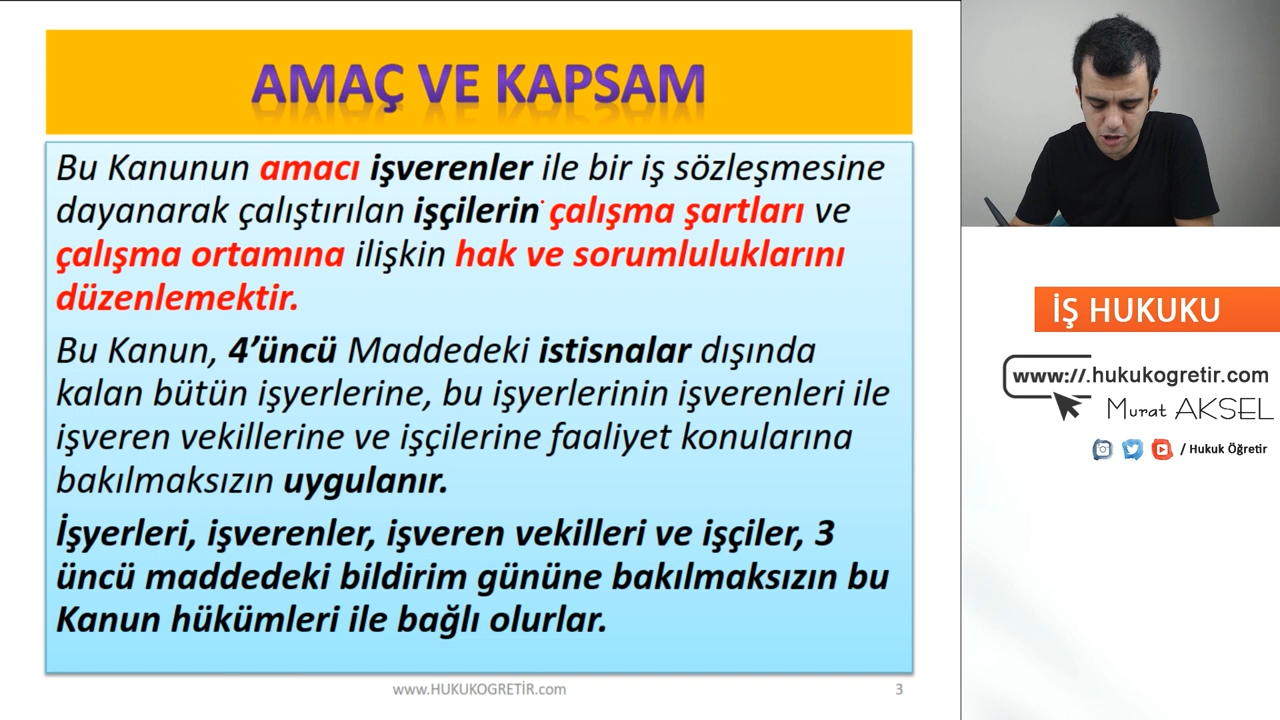 AMAÇ VE KAPSAM
Bu Kanunun amacı işverenler ile bir iş sözleşmesine
dayanarak çalıştırılan işçilerin çalışma şartları ve
çalışma ortamına ilişkin hak ve sorumluluklarını
düzenlemektir.
Bu Kanun, 4’üncü Maddedeki istisnalar dışında
kalan bütün işyerlerine, bu işyerlerinin işverenleri ile
işveren vekillerine ve işçilerine faaliyet konularına
bakılmaksızın uygulanır.
İşyerleri, işverenler, işveren vekilleri ve işçiler, 3
üncü maddedeki bildirim gününe bakılmaksızın bu
Kanun hükümleri ile bağlı olurlar.
www.HUKUKOGRETİR.com
3
İŞ HUKUKU
www://.hukukogretir.com
Murat AKSEL
/ Hukuk Öğretir